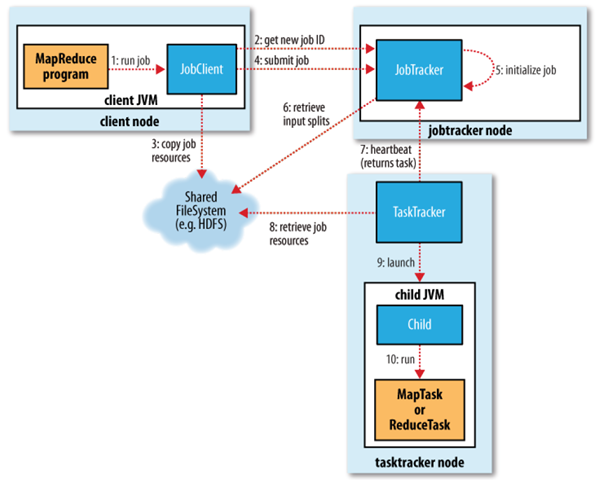 MapReduce
program
1: run job
JobClient
client JVM
client node
2: get new job ID
4: submit job
JobTracker
5: initialize job
jobtracker node
3: copy job
resources
6: retrieve
input splits
7: heartbeat
(returns task)
Shared
FileSystem
(e.g. HDFS)
8: retrieve job
resources
TaskTracker
9: launch
child JVM
Child
10: run
MapTask
or
ReduceTask
tasktracker node